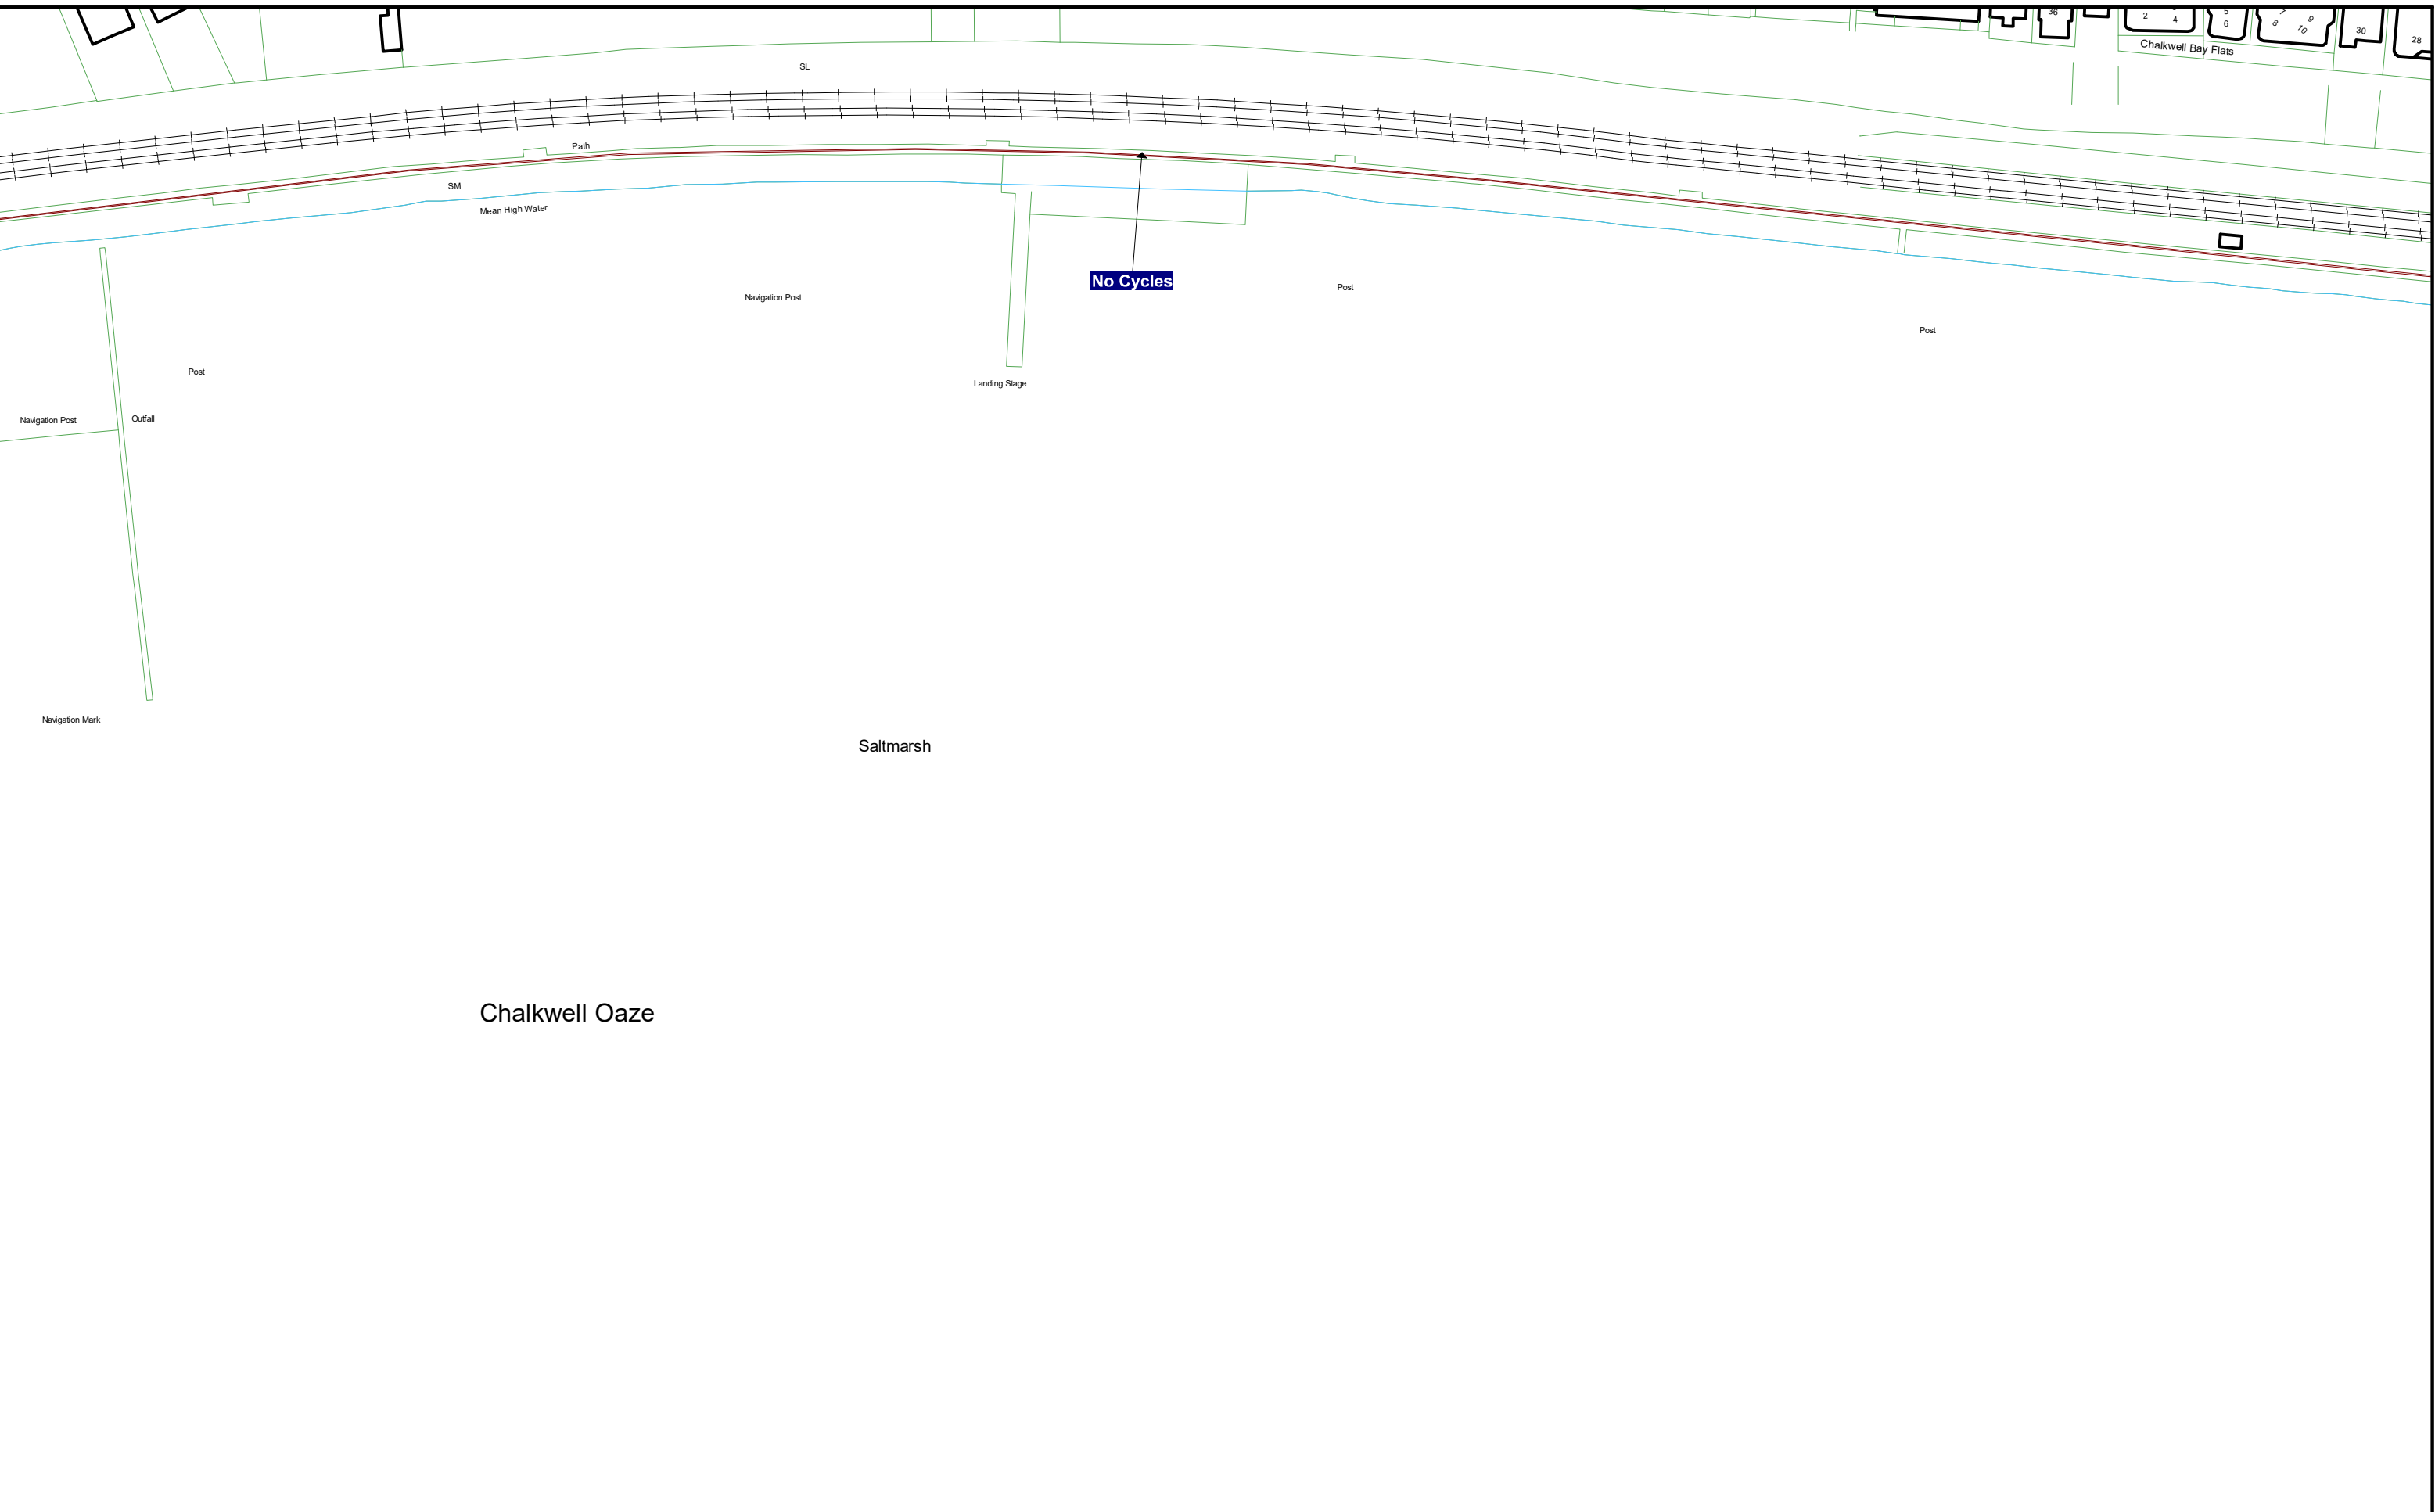 36
2
4
5
6
7
8
9
10
30
28
Chalkwell Bay Flats
SL
Path
SM
Mean High Water
No Cycles
Navigation Post
Post
Post
Post
Landing Stage
Navigation Post
Outfall
Navigation Mark
Saltmarsh
Chalkwell Oaze